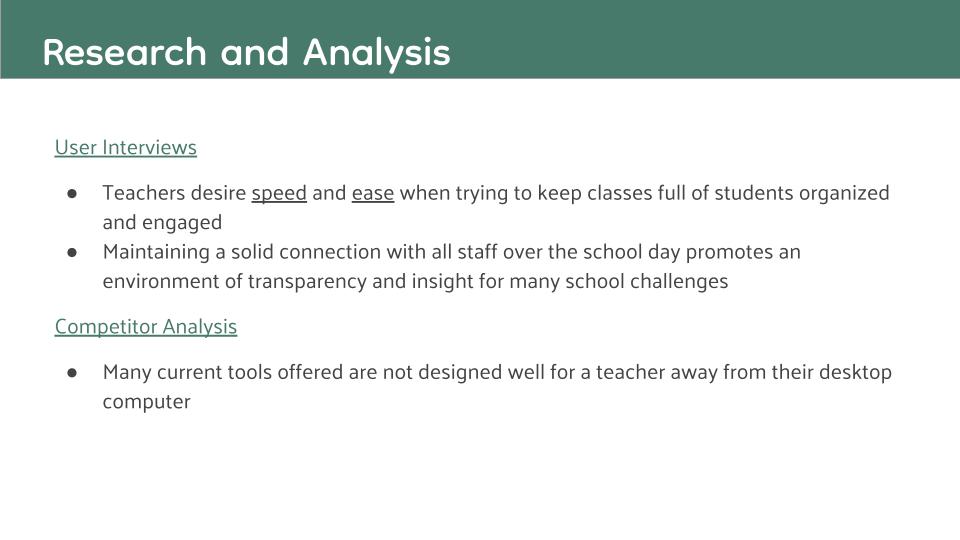 Research and Analysis
User Interviews
● Teachers desire speed and ease when trying to keep classes full of students organized
and engaged
● Maintaining a solid connection with all staff over the school day promotes an
environment of transparency and insight for many school challenges
Competitor Analysis
● Many current tools offered are not designed well for a teacher away from their desktop
computer